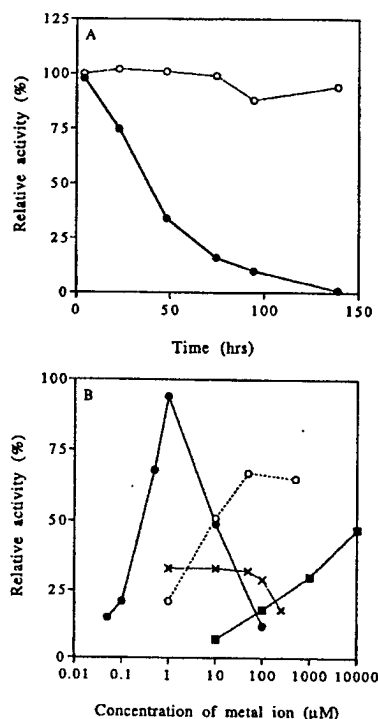 125
A
100
75
50
25
0
0 50 100 150
Relative activity (%)
Time (hrs)
100
B
75
50
25
0
0.01 0.1 1 10 100 1000 10000
Relative activity (%)
Concentration of metal ion (µM)